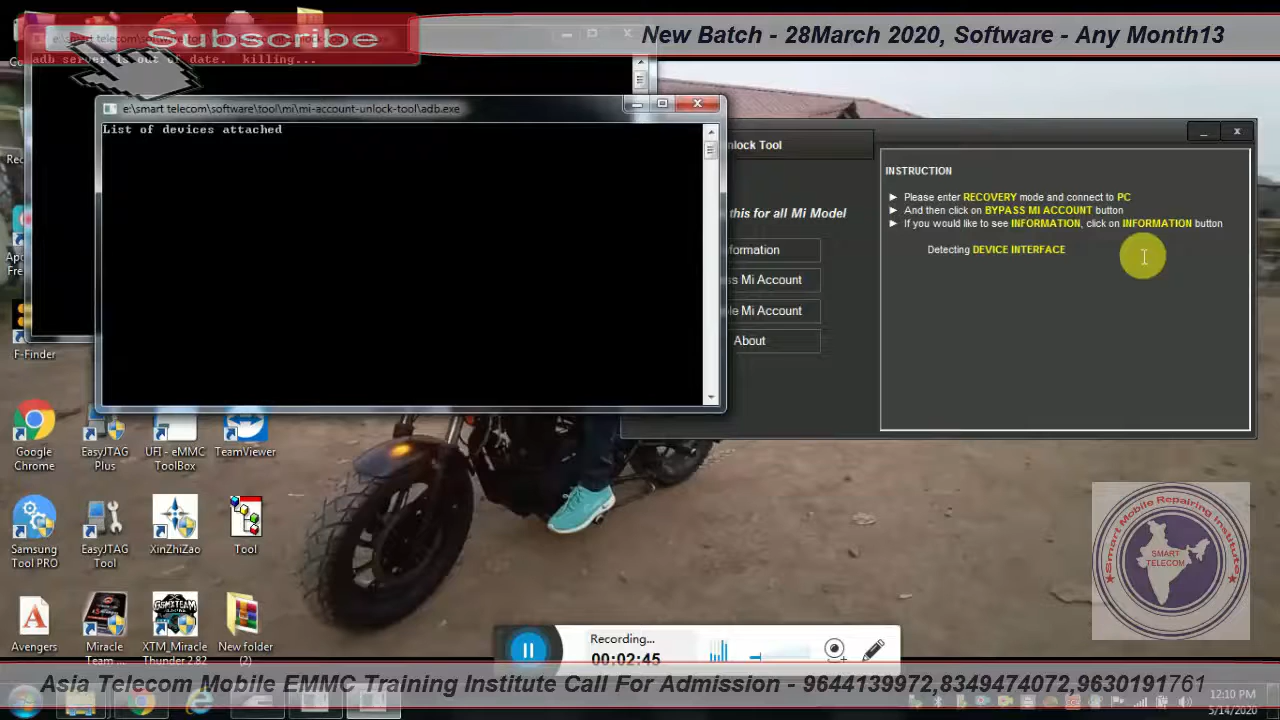 Subscribe
New Batch - 28March 2020, Software - Any Month13
adb server is out of date.  killing...
e:\smart telecom\software\tool\mi\mi-account-unlock-tool\adb.exe
List of devices attached
nlock Tool
this for all Mi Model
formation
ss Mi Account
le Mi Account
About
INSTRUCTION
► Please enter RECOVERY mode and connect to PC
► And then click on BYPASS MI ACCOUNT button
► If you would like to see INFORMATION, click on INFORMATION button
Detecting DEVICE INTERFACE
F-Finder
Google Chrome
EasyJTAG Plus
UFI - eMMC ToolBox
TeamViewer
Samsung Tool PRO
EasyJTAG Tool
XinZhiZao
Tool
Avengers
Miracle Team ...
XTM_Miracle Thunder 2.82
New folder (2)
Smart Mobile Repairing Institute
SMART TELECOM
Recording...
00:02:45
Asia Telecom Mobile EMMC Training Institute Call For Admission - 9644139972,8349474072,9630191761
12:10 PM
5/14/2020